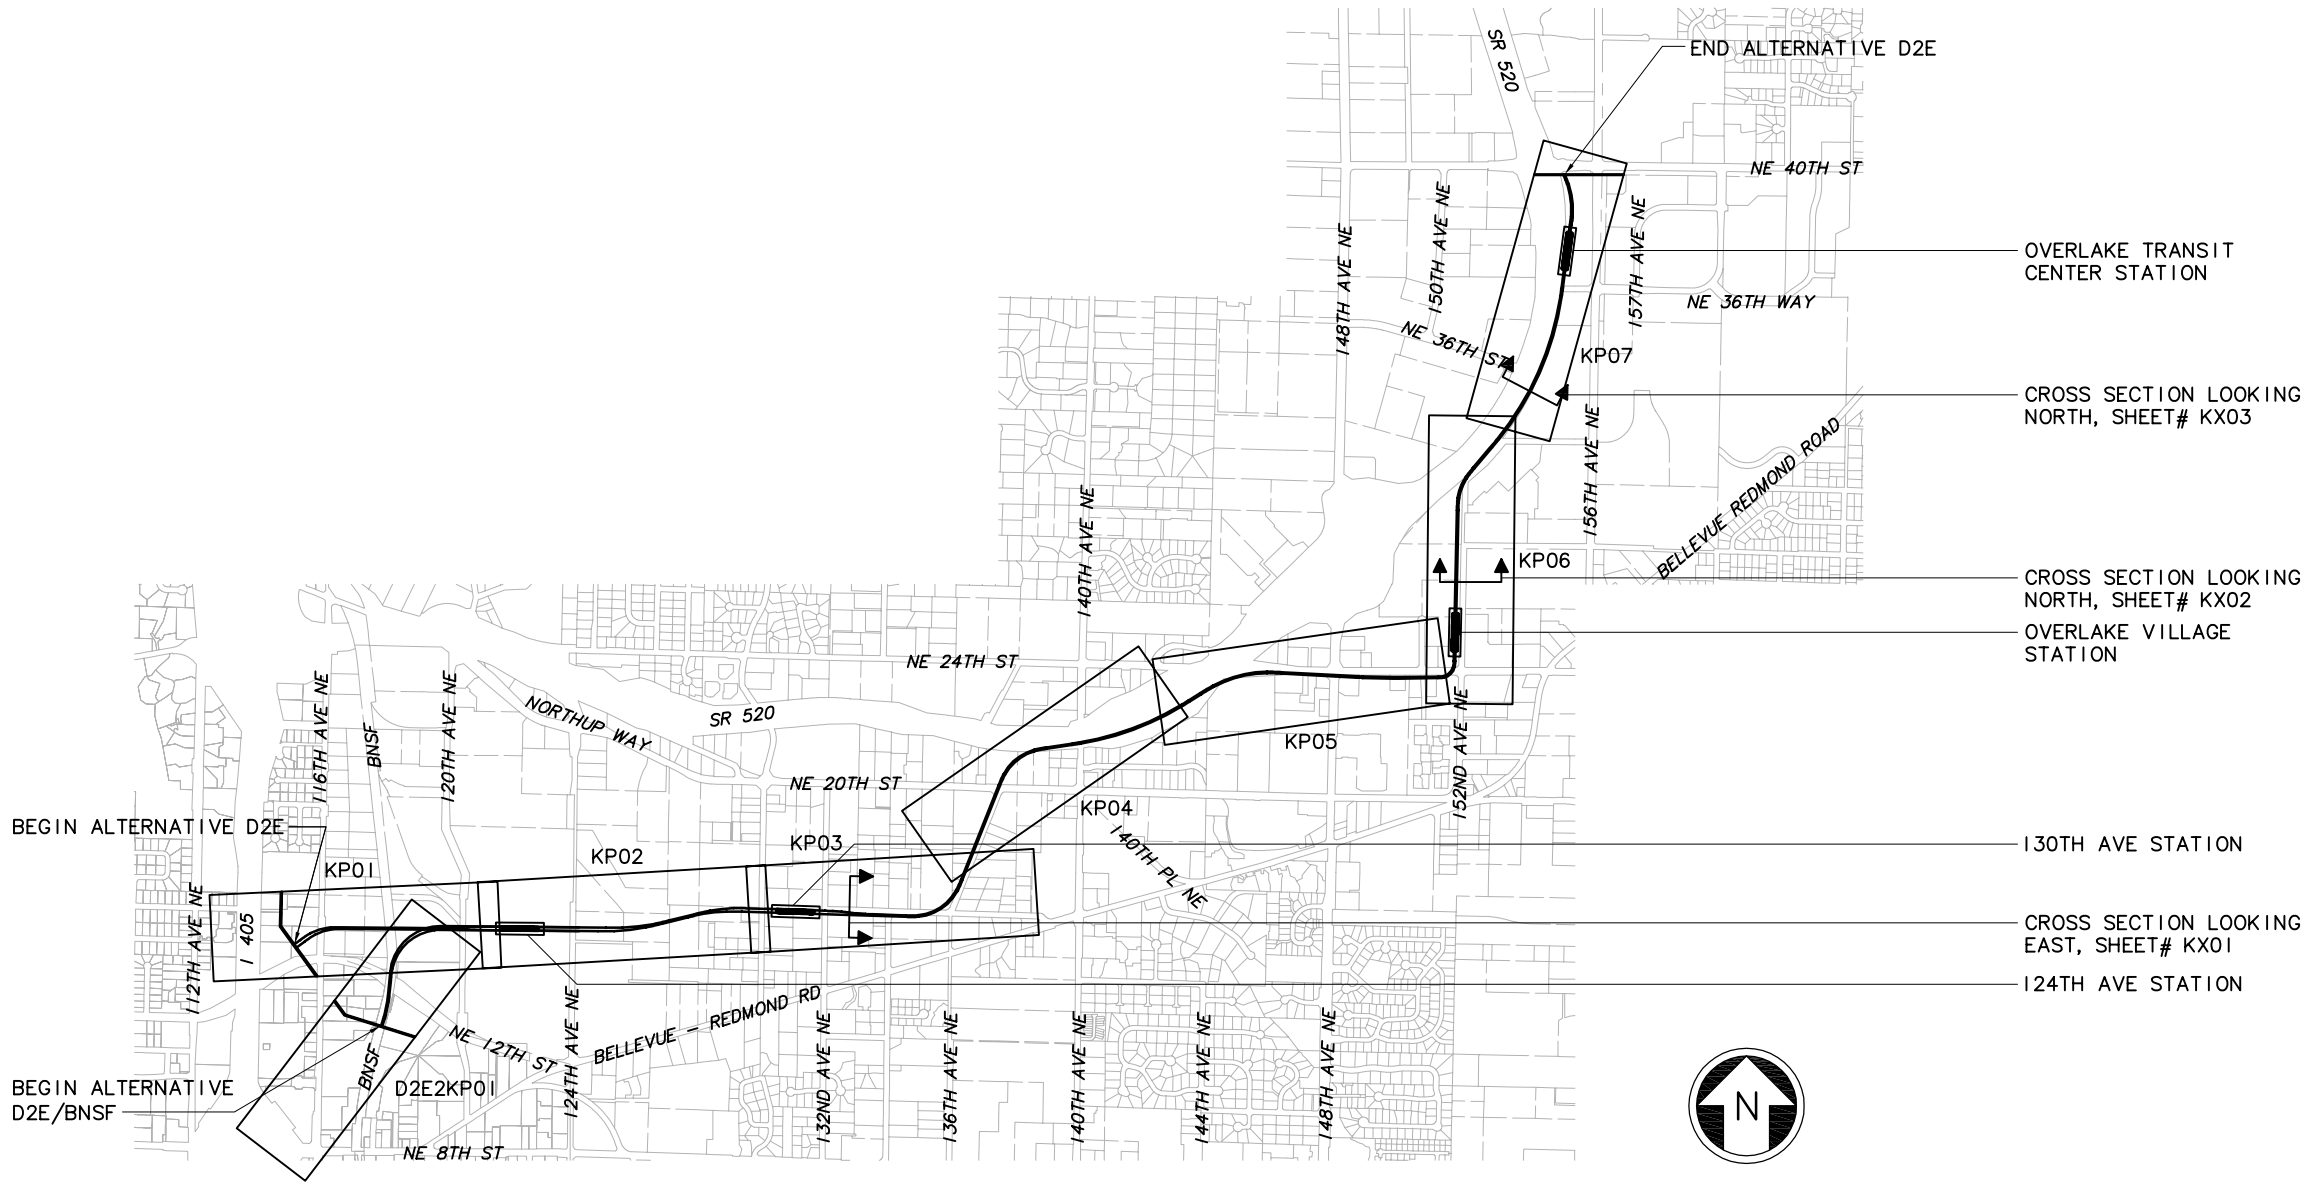 SR 520
END ALTERNATIVE D2E
NE 40TH ST
148TH AVE NE
150TH AVE NE
157TH AVE NE
OVERLAKE TRANSIT
CENTER STATION
NE 36TH WAY
NE 36TH ST
KP07
CROSS SECTION LOOKING
NORTH, SHEET# KX03
156TH AVE NE
BELLEVUE REDMOND ROAD
140TH AVE NE
KP06
CROSS SECTION LOOKING
NORTH, SHEET# KX02
OVERLAKE VILLAGE
STATION
NE 24TH ST
116TH AVE NE
BNSF
120TH AVE NE
NORTHUP WAY
SR 520
KP05
152ND AVE NE
NE 20TH ST
KP04
BEGIN ALTERNATIVE D2E
140TH PL NE
KP03
130TH AVE STATION
KP02
KP01
112TH AVE NE
I 405
CROSS SECTION LOOKING
EAST, SHEET# KX01
124TH AVE STATION
NE 12TH ST
124TH AVE NE
BELLEVUE - REDMOND RD
132ND AVE NE
136TH AVE NE
140TH AVE NE
144TH AVE NE
148TH AVE NE
BNSF
D2E2KP01
BEGIN ALTERNATIVE
D2E/BNSF
NE 8TH ST
N